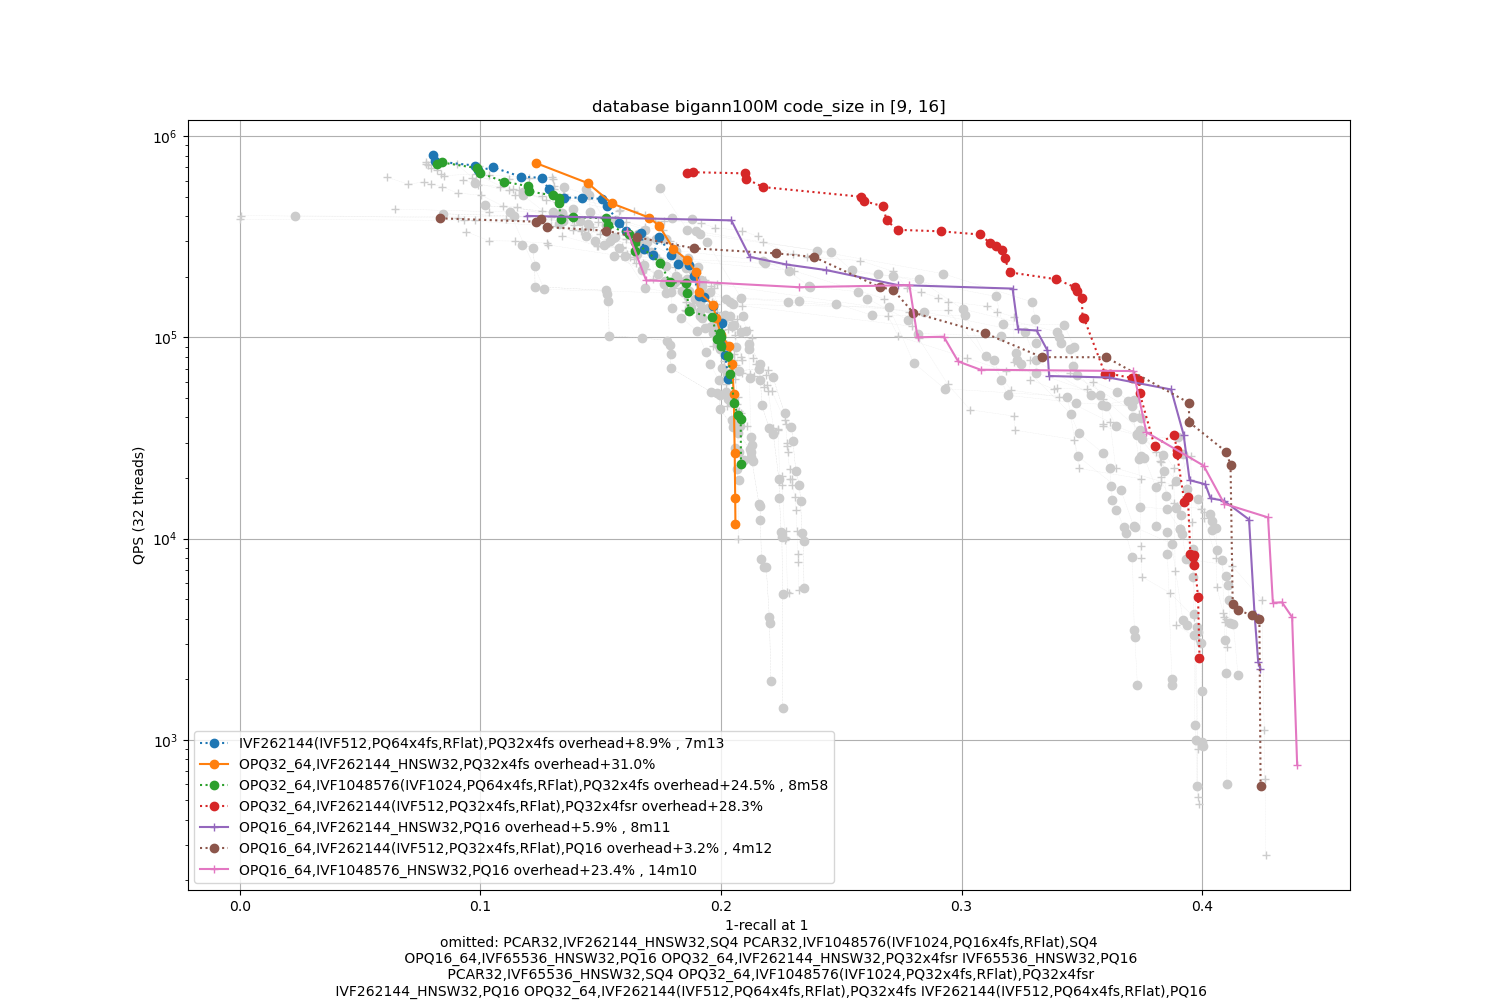 database bigann100M code_size in [9, 16]
10^6
10^5
10^4
10^3
QPS (32 threads)
IVF262144(IVF512,PQ64x4fs,RFlat),PQ32x4fs overhead+8.9% , 7m13
OPQ32_64,IVF262144_HNSW32,PQ32x4fs overhead+31.0%
OPQ32_64,IVF1048576(IVF1024,PQ64x4fs,RFlat),PQ32x4fs overhead+24.5% , 8m58
OPQ32_64,IVF262144(IVF512,PQ32x4fs,RFlat),PQ32x4fsr overhead+28.3%
OPQ16_64,IVF262144_HNSW32,PQ16 overhead+5.9% , 8m11
OPQ16_64,IVF262144(IVF512,PQ32x4fs,RFlat),PQ16 overhead+3.2% , 4m12
OPQ16_64,IVF1048576_HNSW32,PQ16 overhead+23.4% , 14m10
0.0 0.1 0.2 0.3 0.4
1-recall at 1
omitted: PCAR32,IVF262144_HNSW32,SQ4 PCAR32,IVF1048576(IVF1024,PQ16x4fs,RFlat),SQ4
OPQ16_64,IVF65536_HNSW32,PQ16 OPQ32_64,IVF262144_HNSW32,PQ32x4fsr IVF65536_HNSW32,PQ16
PCAR32,IVF65536_HNSW32,SQ4 OPQ32_64,IVF1048576(IVF1024,PQ32x4fs,RFlat),PQ32x4fsr
IVF262144_HNSW32,PQ16 OPQ32_64,IVF262144(IVF512,PQ64x4fs,RFlat),PQ32x4fs IVF262144(IVF512,PQ64x4fs,RFlat),PQ16